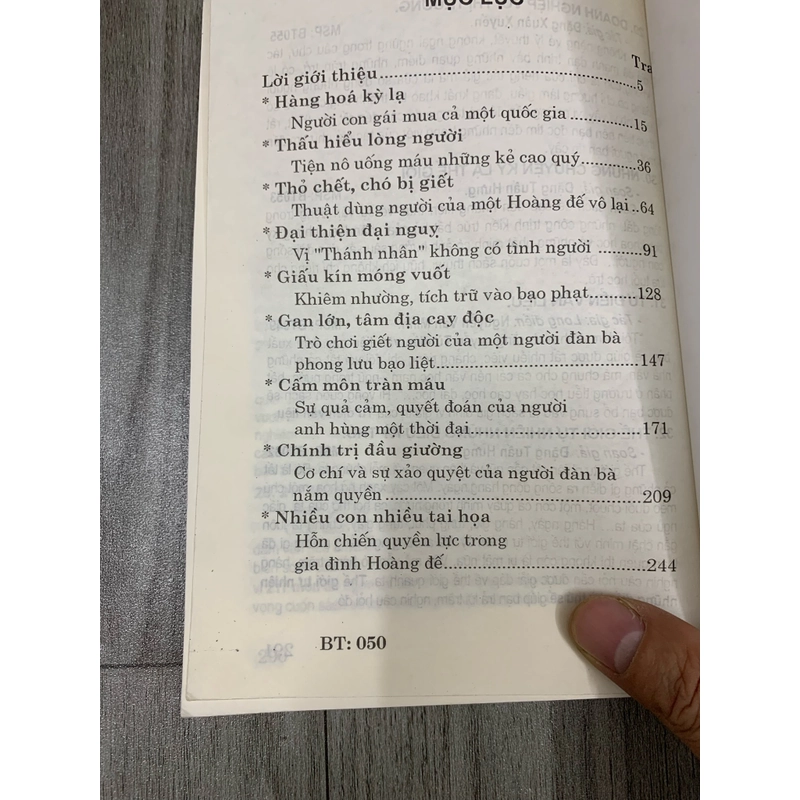 MỤC LỤC
Tra
Lời giới thiệu..........................................5
* Hàng hoá kỳ lạ
Người con gái mua cả một quốc gia ............15
* Thấu hiểu lòng người
Tiện nô uống máu những kẻ cao quý..........36
* Thỏ chết, chó bị giết
Thuật dùng người của một Hoàng đế vô lại..64
* Đại thiện đại nguỵ
Vị "Thánh nhân" không có tình người .........91
* Giấu kín móng vuốt
Khiêm nhường, tích trữ vào bạo phạt.........128
* Gan lớn, tâm địa cay độc
Trò chơi giết người của một người đàn bà
phong lưu bạo liệt....................................147
* Cấm môn tràn máu
Sự quả cảm, quyết đoán của người
anh hùng một thời đại..............................171
* Chính trị đầu giường
Cơ chí và sự xảo quyệt của người đàn bà
nắm quyền .............................................209
* Nhiều con nhiều tai họa
Hỗn chiến quyền lực trong
gia đình Hoàng đế....................................244
BT: 050